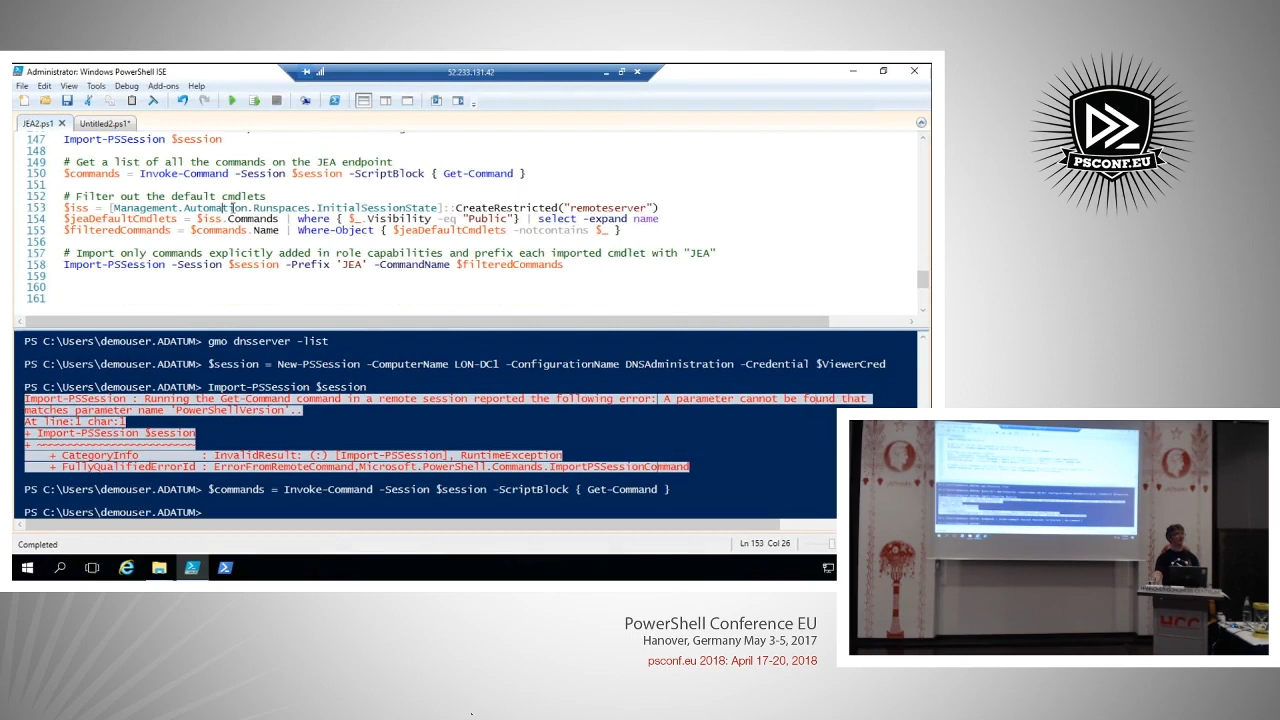 Administrator: Windows PowerShell ISE
52.233.131.42
File Edit View Tools Debug Add-ons Help
JEA2.ps1 Untitled2.ps1*
147 Import-PSSession $session
148
149 # Get a list of all the commands on the JEA endpoint
150 $commands = Invoke-Command -Session $session -ScriptBlock { Get-Command }
151
152 # Filter out the default cmdlets
153 $iss = [Management.Automation.Runspaces.InitialSessionState]::CreateRestricted("remoteserver")
154 $jeaDefaultCmdlets = $iss.Commands | where { $_.Visibility -eq "Public"} | select -expand name
155 $filteredCommands = $commands.Name | Where-Object { $jeaDefaultCmdlets -notcontains $_ }
156
157 # Import only commands explicitly added in role capabilities and prefix each imported cmdlet with "JEA"
158 Import-PSSession -Session $session -Prefix 'JEA' -CommandName $filteredCommands
159
160
161
PS C:\Users\demouser.ADATUM> gmo dnsserver -list
PS C:\Users\demouser.ADATUM> $session = New-PSSession -ComputerName LON-DC1 -ConfigurationName DNSAdministration -Credential $ViewerCred
PS C:\Users\demouser.ADATUM> Import-PSSession $session
Import-PSSession : Running the Get-Command command in a remote session reported the following error: A parameter cannot be found that
matches parameter name 'PowerShellVersion'..
At line:1 char:1
+ Import-PSSession $session
+ ~~~~~~~~~~~~~~~~~~~~~~~~~
+ CategoryInfo : InvalidResult: (:) [Import-PSSession], RuntimeException
+ FullyQualifiedErrorId : ErrorFromRemoteCommand,Microsoft.PowerShell.Commands.ImportPSSessionCommand
PS C:\Users\demouser.ADATUM> $commands = Invoke-Command -Session $session -ScriptBlock { Get-Command }
PS C:\Users\demouser.ADATUM>
Completed
Ln 153 Col 26
PSCONF.EU
HCC
PowerShell Conference EU
Hanover, Germany May 3-5, 2017
psconf.eu 2018: April 17-20, 2018